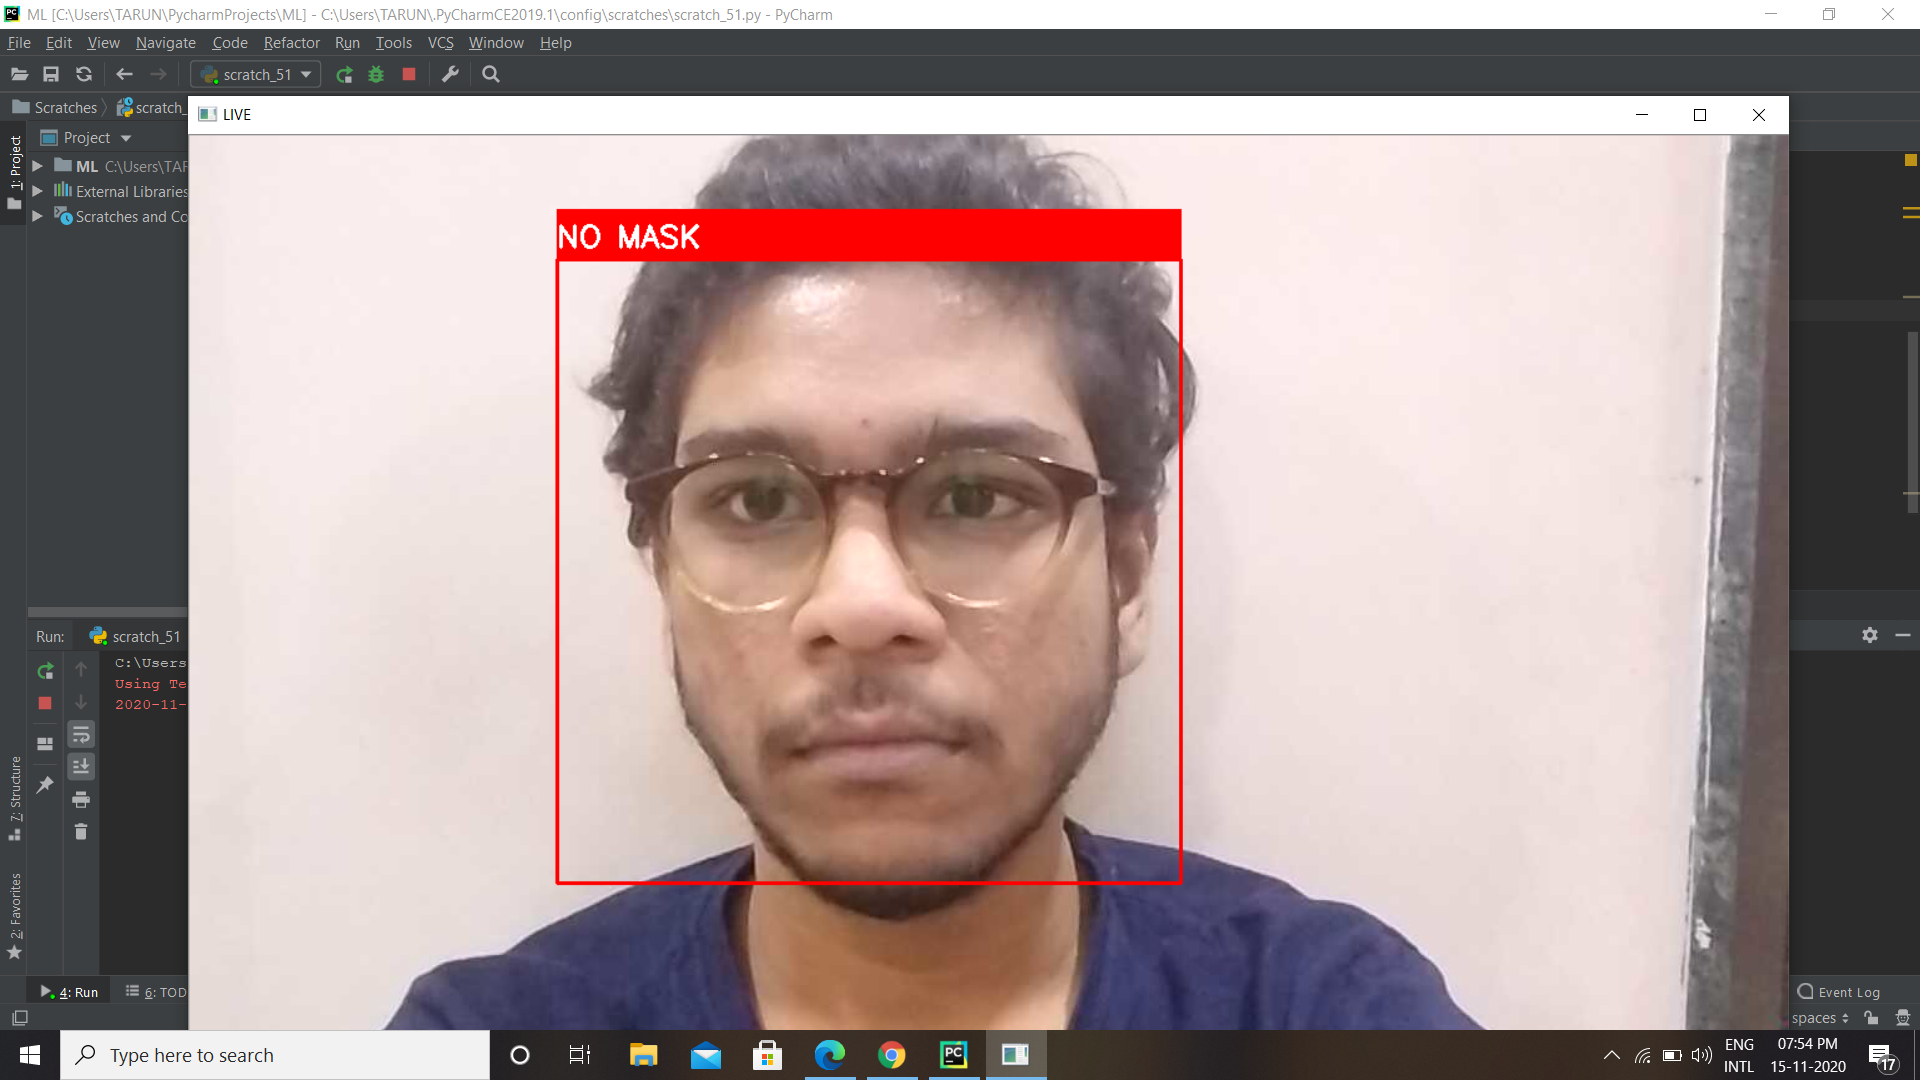 ML [C:\Users\TARUN\PycharmProjects\ML] - C:\Users\TARUN\.PyCharmCE2019.1\config\scratches\scratch_51.py - PyCharm
File Edit View Navigate Code Refactor Run Tools VCS Window Help
scratch_51
Scratches scratch_
LIVE
1: Project
Project
ML C:\Users\TAR
External Libraries
Scratches and Co
NO MASK
Run: scratch_51
C:\Users
Using Te
2020-11-
7: Structure
2: Favorites
4: Run 6: TOD
Event Log
spaces
PC
Type here to search
PC
ENG
INTL
07:54 PM
15-11-2020
17